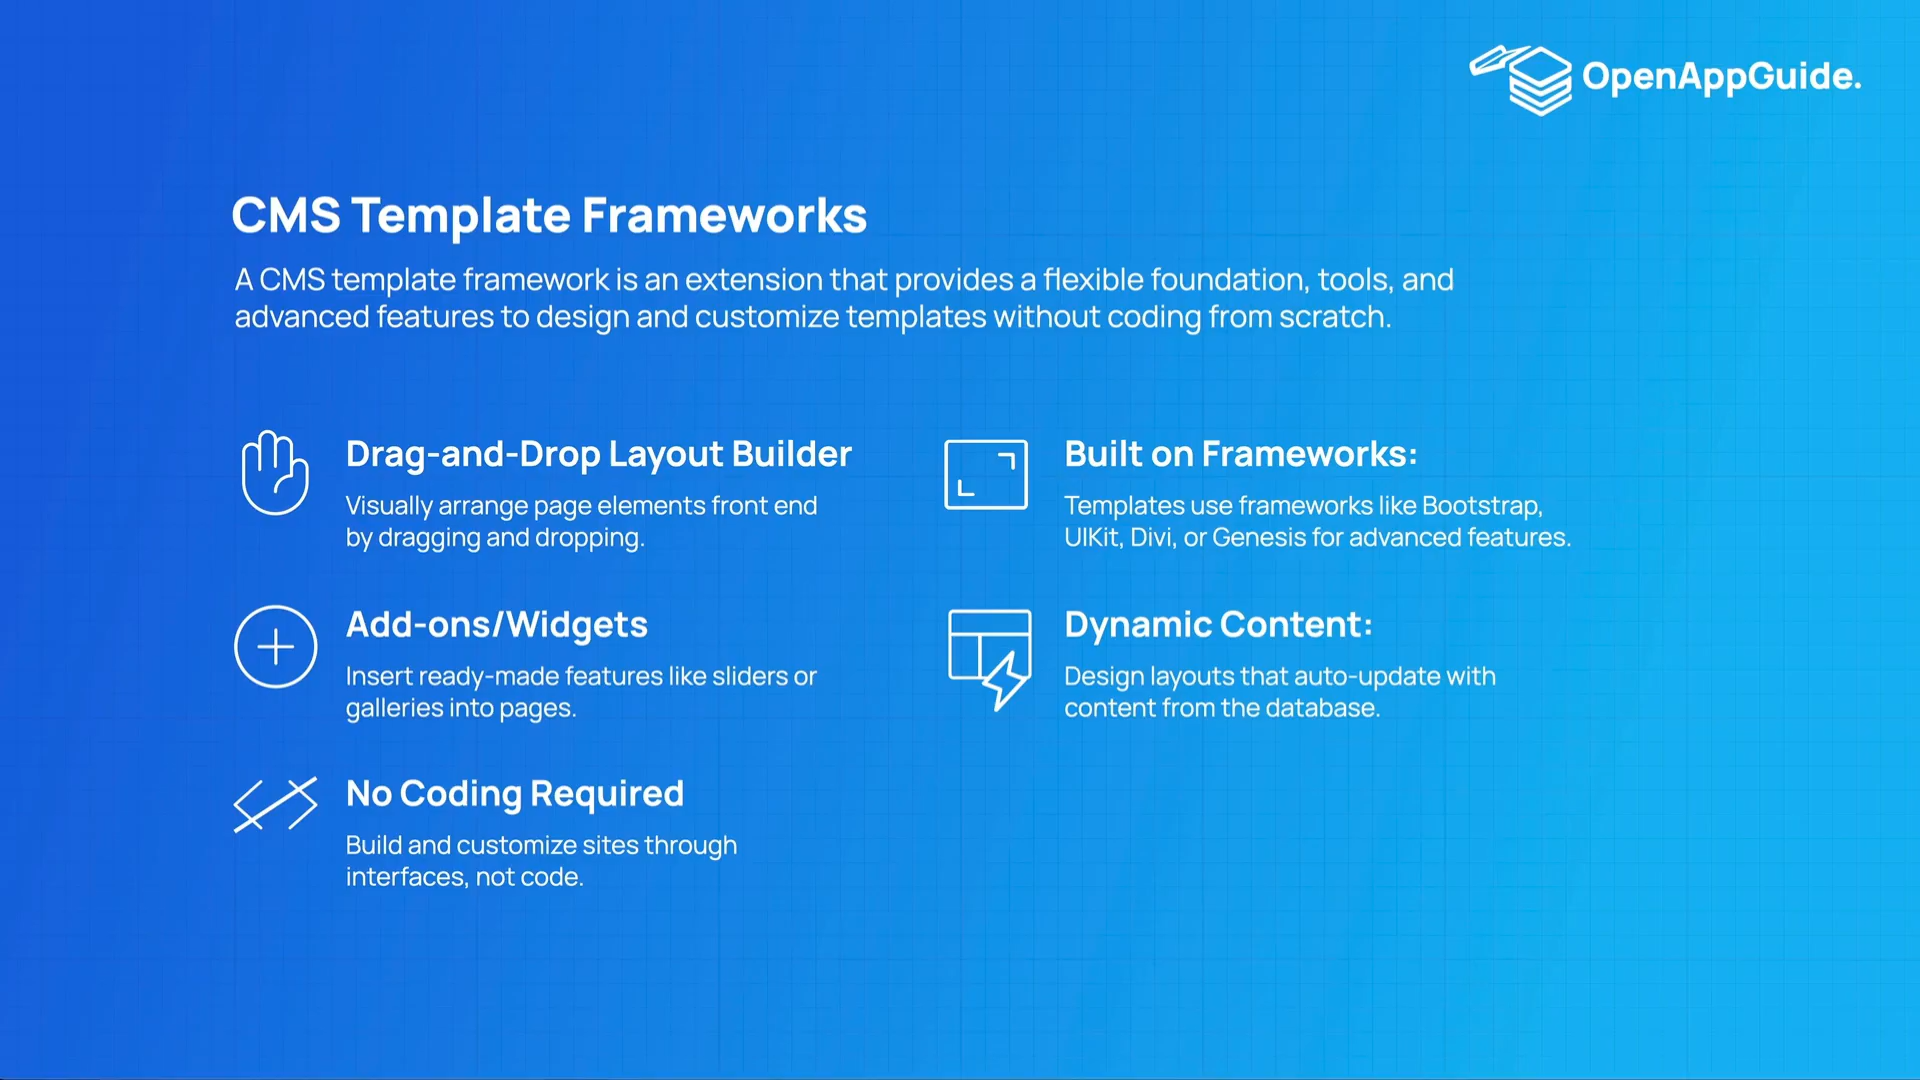 OpenAppGuide.
CMS Template Frameworks
A CMS template framework is an extension that provides a flexible foundation, tools, and
advanced features to design and customize templates without coding from scratch.
Drag-and-Drop Layout Builder
Visually arrange page elements front end
by dragging and dropping.
Built on Frameworks:
Templates use frameworks like Bootstrap,
UIKit, Divi, or Genesis for advanced features.
Add-ons/Widgets
Insert ready-made features like sliders or
galleries into pages.
Dynamic Content:
Design layouts that auto-update with
content from the database.
No Coding Required
Build and customize sites through
interfaces, not code.